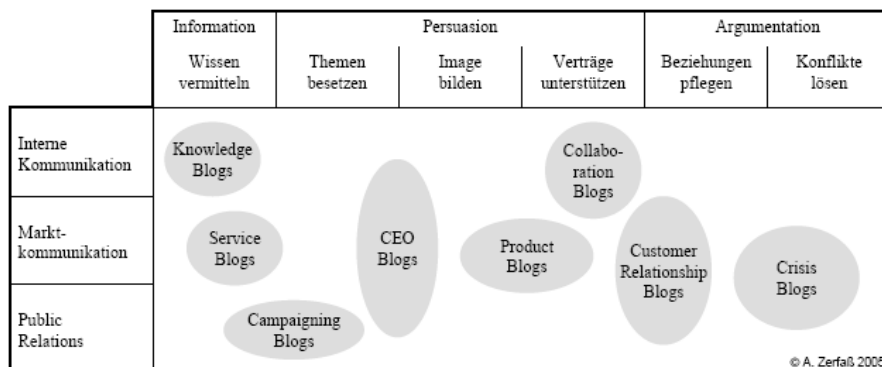 Information
Persuasion
Argumentation
Wissen
vermitteln
Themen
besetzen
Image
bilden
Verträge
unterstützen
Beziehungen
pflegen
Konflikte
lösen
Interne
Kommunikation
Knowledge
Blogs
Collabo-
ration
Blogs
Markt-
kommunikation
Service
Blogs
CEO
Blogs
Product
Blogs
Customer
Relationship
Blogs
Crisis
Blogs
Public
Relations
Campaigning
Blogs
© A. Zerfaß 2005